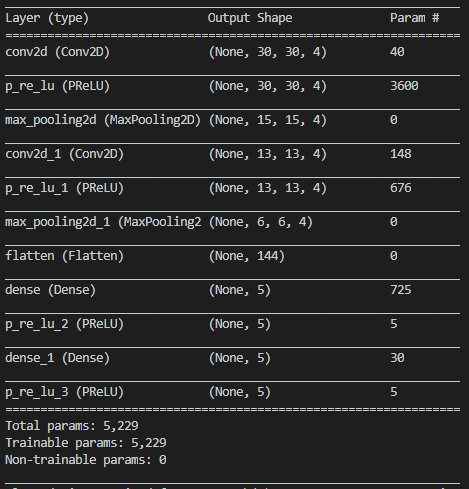 Layer (type) Output Shape Param #
=================================================================
conv2d (Conv2D) (None, 30, 30, 4) 40
p_re_lu (PReLU) (None, 30, 30, 4) 3600
max_pooling2d (MaxPooling2D) (None, 15, 15, 4) 0
conv2d_1 (Conv2D) (None, 13, 13, 4) 148
p_re_lu_1 (PReLU) (None, 13, 13, 4) 676
max_pooling2d_1 (MaxPooling2 (None, 6, 6, 4) 0
flatten (Flatten) (None, 144) 0
dense (Dense) (None, 5) 725
p_re_lu_2 (PReLU) (None, 5) 5
dense_1 (Dense) (None, 5) 30
p_re_lu_3 (PReLU) (None, 5) 5
=================================================================
Total params: 5,229
Trainable params: 5,229
Non-trainable params: 0